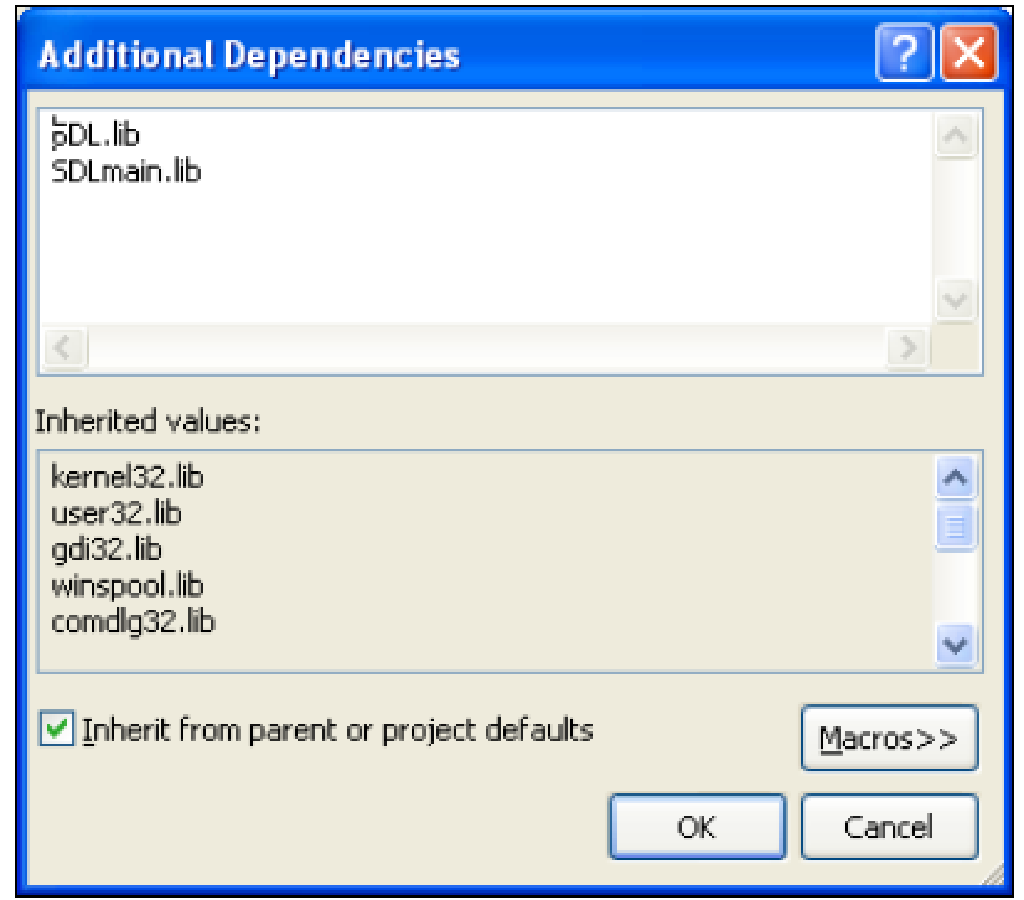 Additional Dependencies
SDL.lib
SDLmain.lib
Inherited values:
kernel32.lib
user32.lib
gdi32.lib
winspool.lib
comdlg32.lib
Inherit from parent or project defaults
Macros>>
OK
Cancel